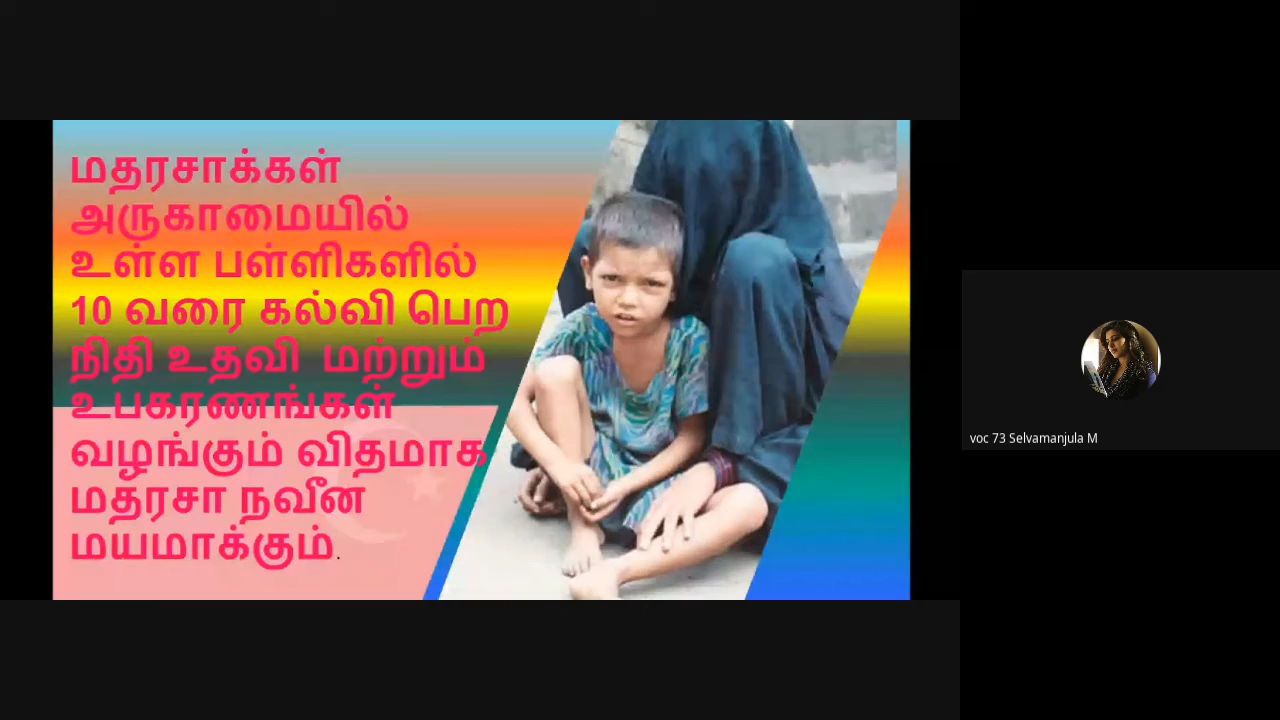 மதரசாக்கள்
அருகாமையில்
உள்ள பள்ளிகளில்
10 வரை கல்வி பெற
நிதி உதவி மற்றும்
உபகரணங்கள்
வழங்கும் விதமாக
மதரசா நவீன
மயமாக்கும்.
voc 73 Selvamanjula M